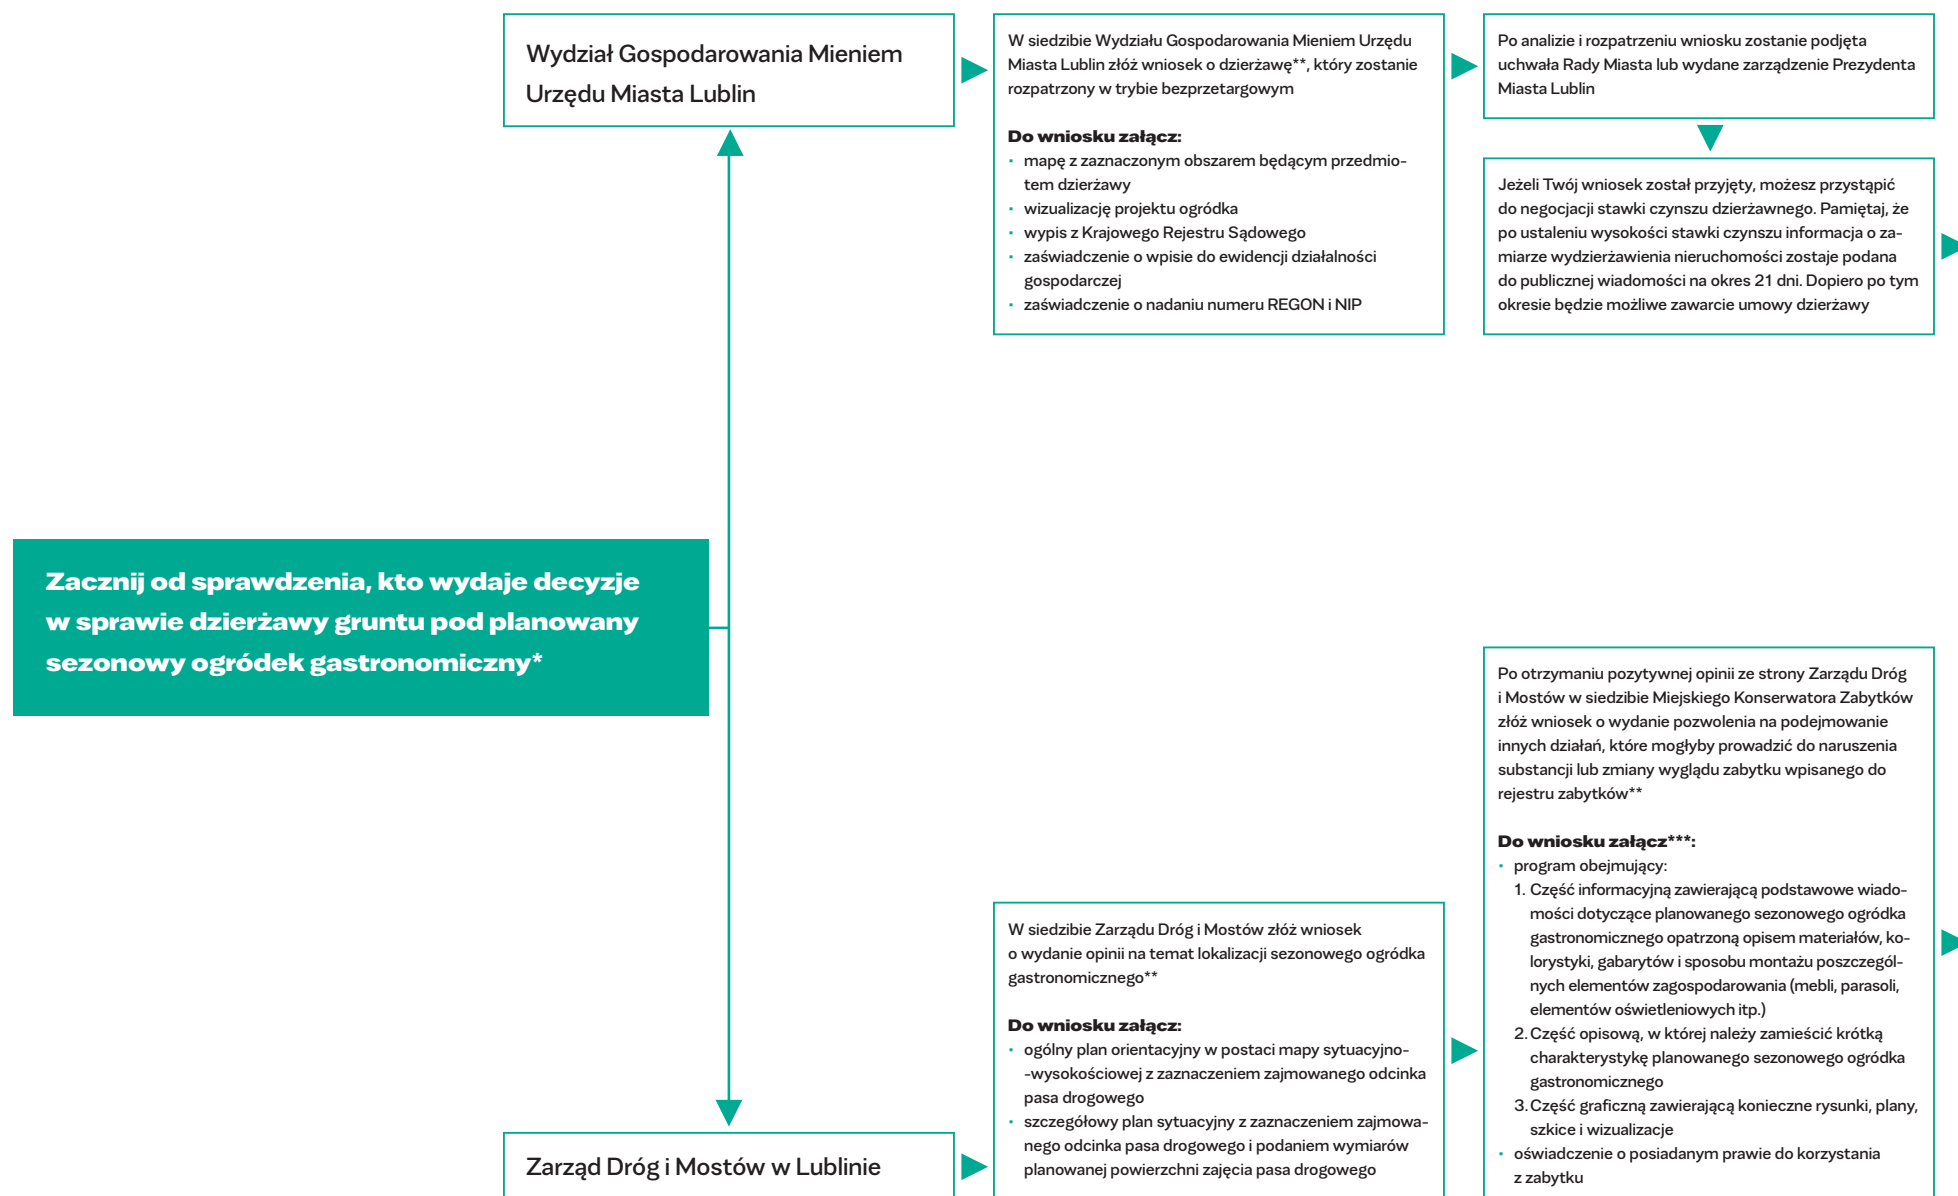 Wydział Gospodarowania Mieniem
Urzędu Miasta Lublin
W siedzibie Wydziału Gospodarowania Mieniem Urzędu
Miasta Lublin złóż wniosek o dzierżawę**, który zostanie
rozpatrzony w trybie bezprzetargowym
Do wniosku załącz:
• mapę z zaznaczonym obszarem będącym przedmio-
tem dzierżawy
• wizualizację projektu ogródka
• wypis z Krajowego Rejestru Sądowego
• zaświadczenie o wpisie do ewidencji działalności
gospodarczej
• zaświadczenie o nadaniu numeru REGON i NIP
Po analizie i rozpatrzeniu wniosku zostanie podjęta
uchwała Rady Miasta lub wydane zarządzenie Prezydenta
Miasta Lublin
Jeżeli Twój wniosek został przyjęty, możesz przystąpić
do negocjacji stawki czynszu dzierżawnego. Pamiętaj, że
po ustaleniu wysokości stawki czynszu informacja o za-
miarze wydzierżawienia nieruchomości zostaje podana
do publicznej wiadomości na okres 21 dni. Dopiero po tym
okresie będzie możliwe zawarcie umowy dzierżawy
Zacznij od sprawdzenia, kto wydaje decyzje
w sprawie dzierżawy gruntu pod planowany
sezonowy ogródek gastronomiczny*
Zarząd Dróg i Mostów w Lublinie
W siedzibie Zarządu Dróg i Mostów złóż wniosek
o wydanie opinii na temat lokalizacji sezonowego ogródka
gastronomicznego**
Do wniosku załącz:
• ogólny plan orientacyjny w postaci mapy sytuacyjno-
-wysokościowej z zaznaczeniem zajmowanego odcinka
pasa drogowego
• szczegółowy plan sytuacyjny z zaznaczeniem zajmowa-
nego odcinka pasa drogowego i podaniem wymiarów
planowanej powierzchni zajęcia pasa drogowego
Po otrzymaniu pozytywnej opinii ze strony Zarządu Dróg
i Mostów w siedzibie Miejskiego Konserwatora Zabytków
złóż wniosek o wydanie pozwolenia na podejmowanie
innych działań, które mogłyby prowadzić do naruszenia
substancji lub zmiany wyglądu zabytku wpisanego do
rejestru zabytków**
Do wniosku załącz***:
• program obejmujący:
1. Część informacyjną zawierającą podstawowe wiado-
mości dotyczące planowanego sezonowego ogródka
gastronomicznego opatrzoną opisem materiałów, ko-
lorystyki, gabarytów i sposobu montażu poszczegól-
nych elementów zagospodarowania (mebli, parasoli,
elementów oświetleniowych itp.)
2. Część opisową, w której należy zamieścić krótką
charakterystykę planowanego sezonowego ogródka
gastronomicznego
3. Część graficzną zawierającą konieczne rysunki, plany,
szkice i wizualizacje
• oświadczenie o posiadanym prawie do korzystania
z zabytku